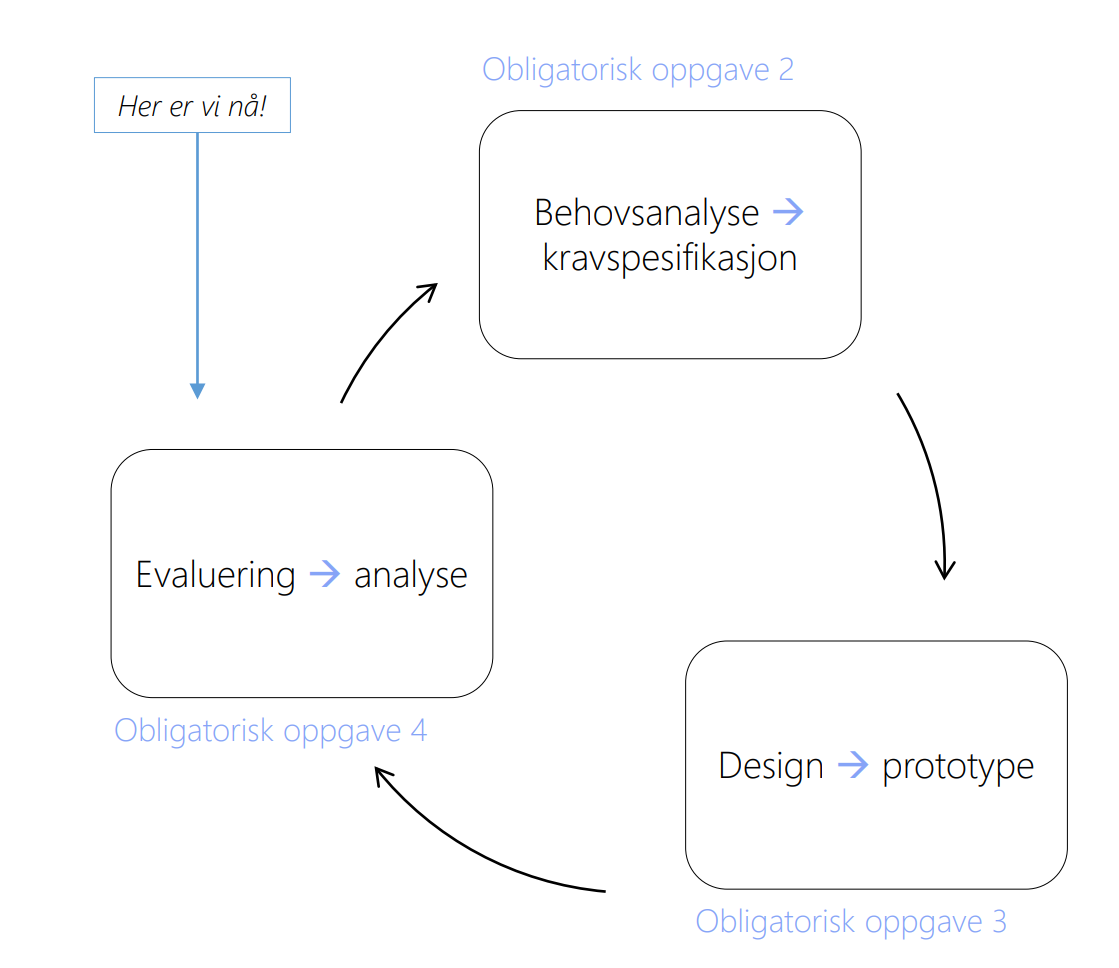 Obligatorisk oppgave 2
Her er vi nå!
Behovsanalyse →
kravspesifikasjon
Evaluering → analyse
Obligatorisk oppgave 4
Design → prototype
Obligatorisk oppgave 3